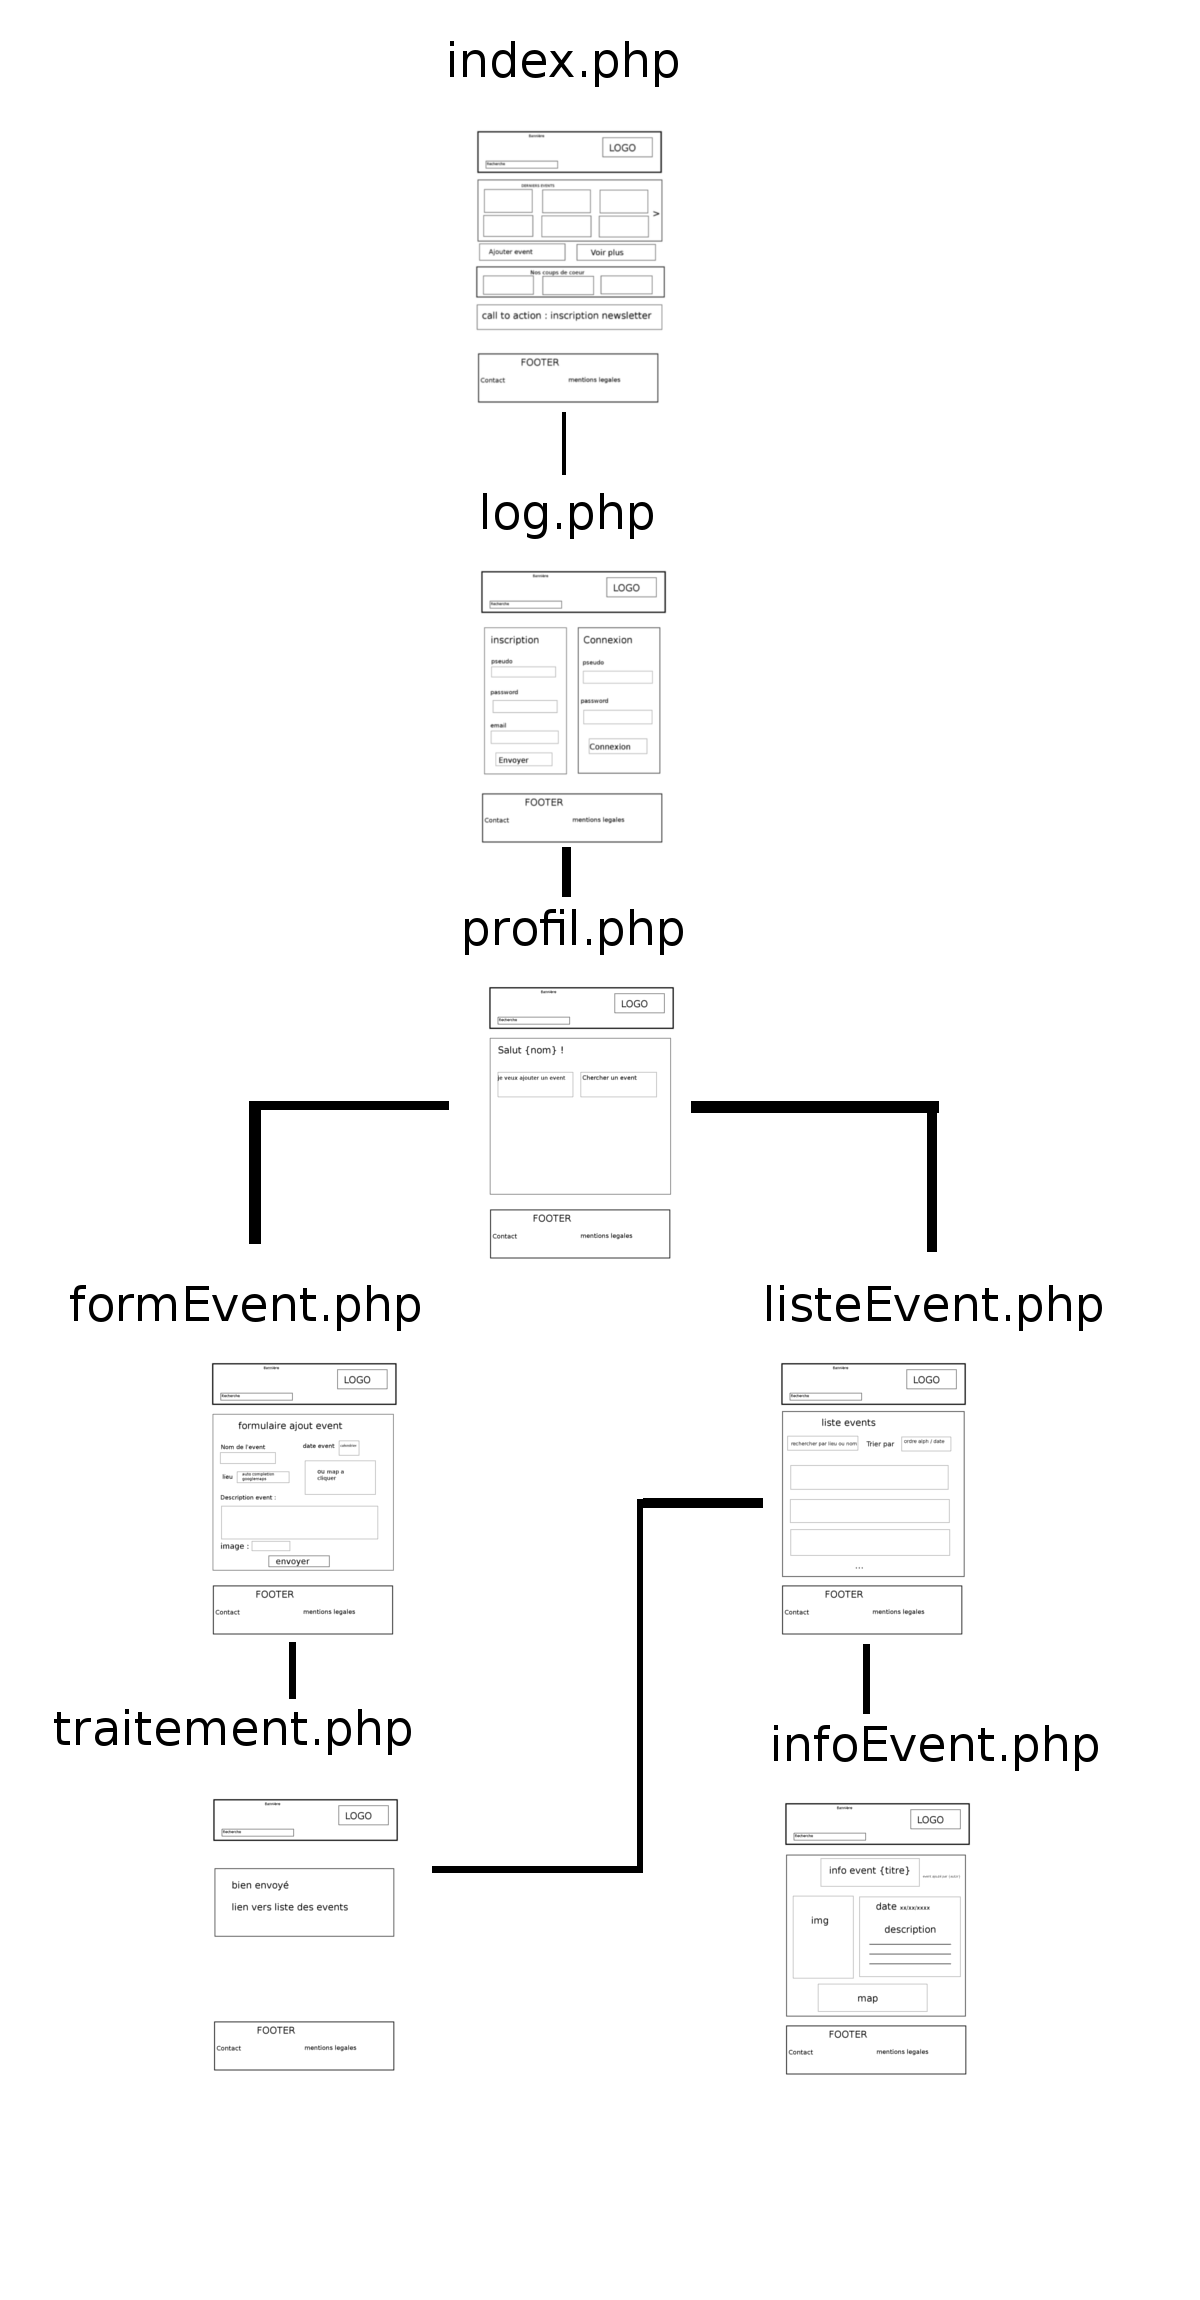 index.php
Bannière
LOGO
Recherche
DERNIERS EVENTS
>
Ajouter event
Voir plus
Nos coups de coeur
call to action : inscription newsletter
FOOTER
Contact
mentions legales
log.php
Bannière
LOGO
Recherche
inscription
pseudo
password
email
Envoyer
Connexion
pseudo
password
Connexion
FOOTER
Contact
mentions legales
profil.php
Bannière
LOGO
Recherche
Salut {nom} !
je veux ajouter un event
Chercher un event
FOOTER
Contact
mentions legales
formEvent.php
Bannière
LOGO
Recherche
formulaire ajout event
Nom de l'event
date event
calendrier
lieu
auto completion
googlemaps
ou map a
cliquer
Description event :
image :
envoyer
FOOTER
Contact
mentions legales
listeEvent.php
Bannière
LOGO
Recherche
liste events
rechercher par lieu ou nom
Trier par
ordre alph / date
...
FOOTER
Contact
mentions legales
traitement.php
Bannière
LOGO
Recherche
bien envoyé
lien vers liste des events
FOOTER
Contact
mentions legales
infoEvent.php
Bannière
LOGO
Recherche
info event {titre}
img
date xx/xx/xxxx
description
map
FOOTER
Contact
mentions legales